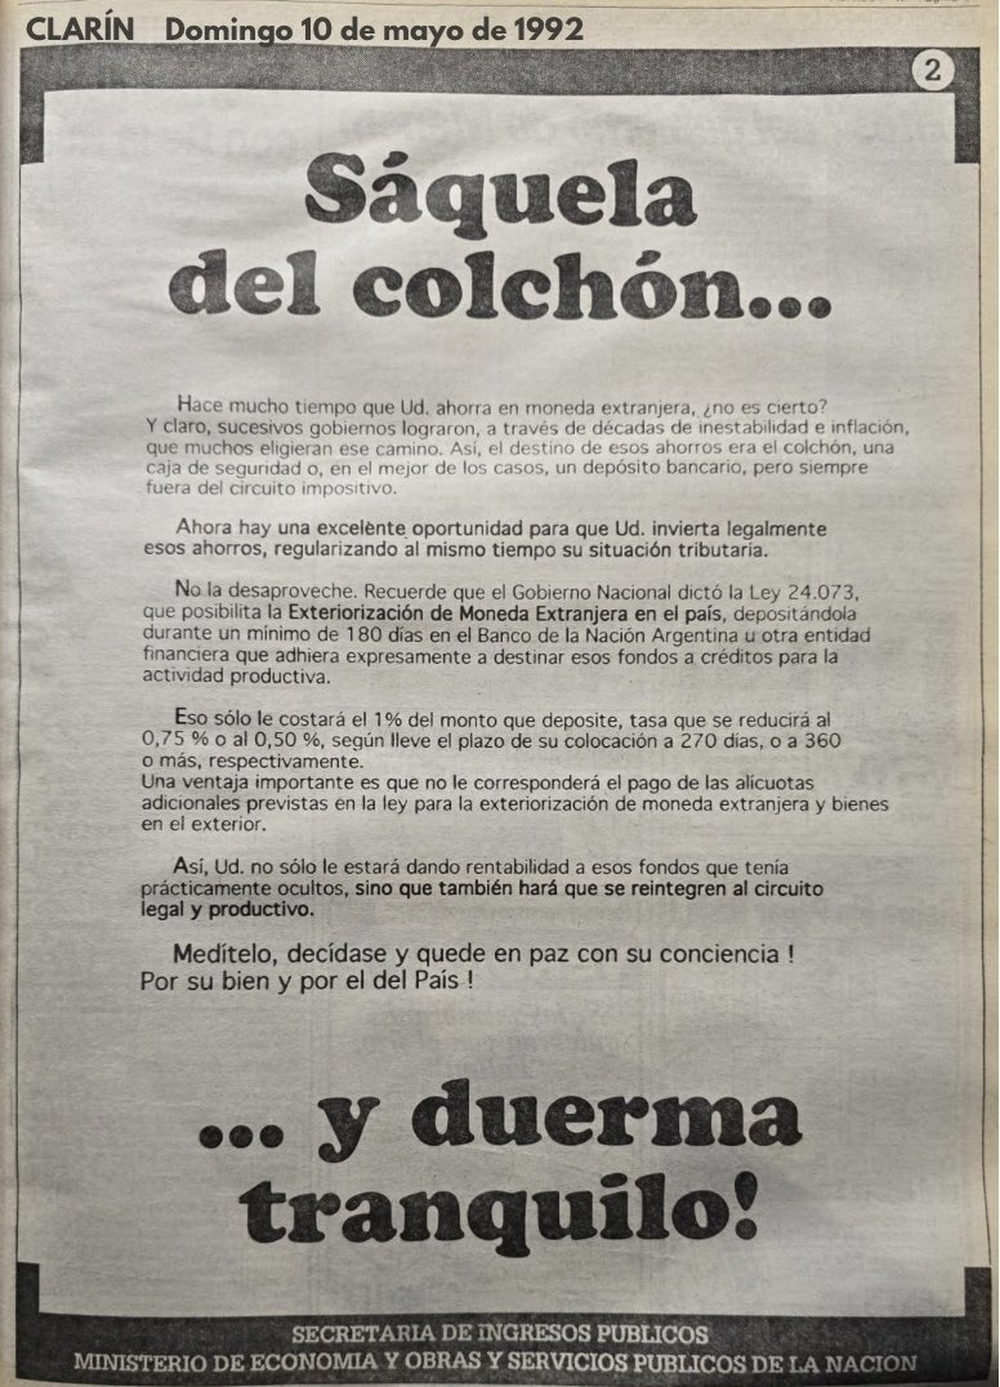 CLARÍN Domingo 10 de mayo de 1992
2
Sáquela
del colchón...
Hace mucho tiempo que Ud. ahorra en moneda extranjera, ¿no es cierto?
Y claro, sucesivos gobiernos lograron, a través de décadas de inestabilidad e inflación,
que muchos eligieran ese camino. Así, el destino de esos ahorros era el colchón, una
caja de seguridad o, en el mejor de los casos, un depósito bancario, pero siempre
fuera del circuito impositivo.
Ahora hay una excelente oportunidad para que Ud. invierta legalmente
esos ahorros, regularizando al mismo tiempo su situación tributaria.
No la desaproveche. Recuerde que el Gobierno Nacional dictó la Ley 24.073,
que posibilita la Exteriorización de Moneda Extranjera en el país, depositándola
durante un mínimo de 180 días en el Banco de la Nación Argentina u otra entidad
financiera que adhiera expresamente a destinar esos fondos a créditos para la
actividad productiva.
Eso sólo le costará el 1% del monto que deposite, tasa que se reducirá al
0,75 % o al 0,50 %, según lleve el plazo de su colocación a 270 días, o a 360
o más, respectivamente.
Una ventaja importante es que no le corresponderá el pago de las alícuotas
adicionales previstas en la ley para la exteriorización de moneda extranjera y bienes
en el exterior.
Así, Ud. no sólo le estará dando rentabilidad a esos fondos que tenía
prácticamente ocultos, sino que también hará que se reintegren al circuito
legal y productivo.
Medítelo, decídase y quede en paz con su conciencia !
Por su bien y por el del País !
... y duerma
tranquilo!
SECRETARIA DE INGRESOS PUBLICOS
MINISTERIO DE ECONOMIA Y OBRAS Y SERVICIOS PUBLICOS DE LA NACION